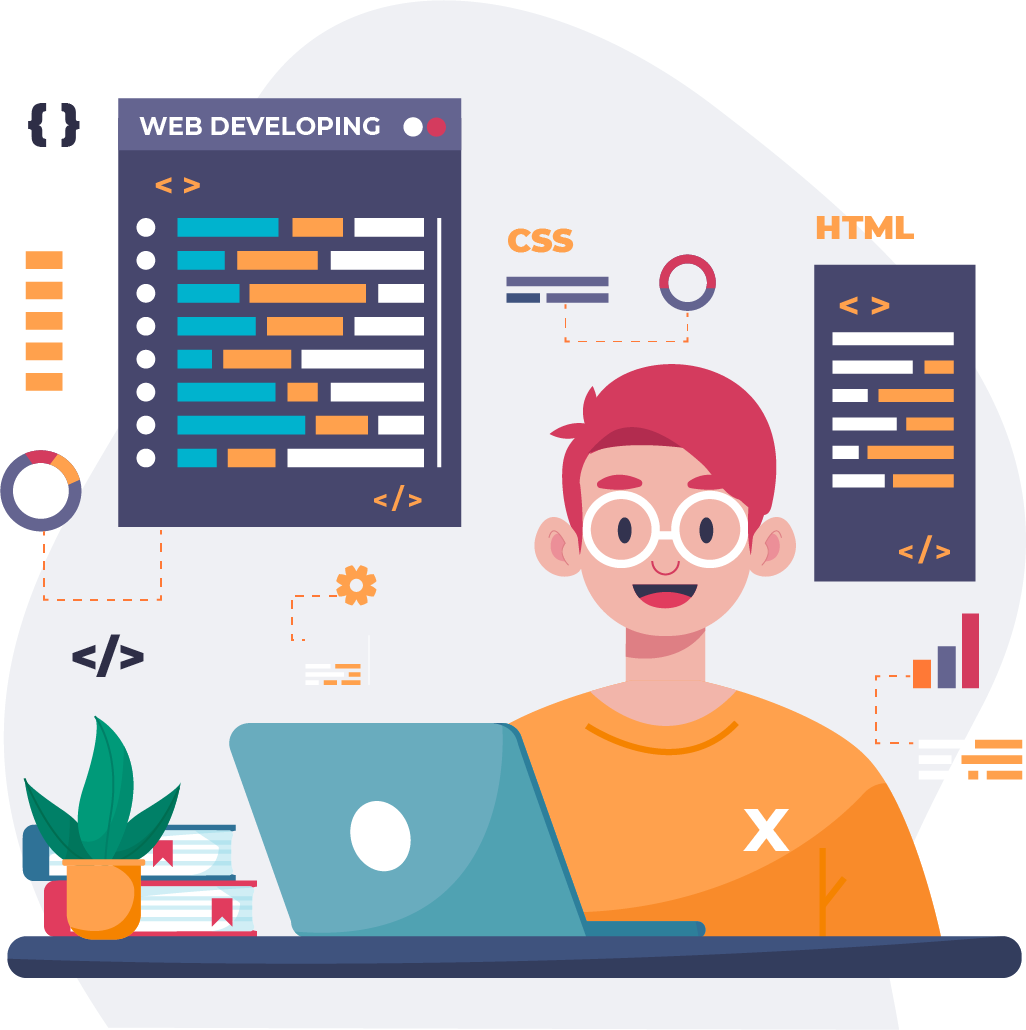 { }
WEB DEVELOPING
< >
CSS
HTML
< >
</>
</>
</>
X